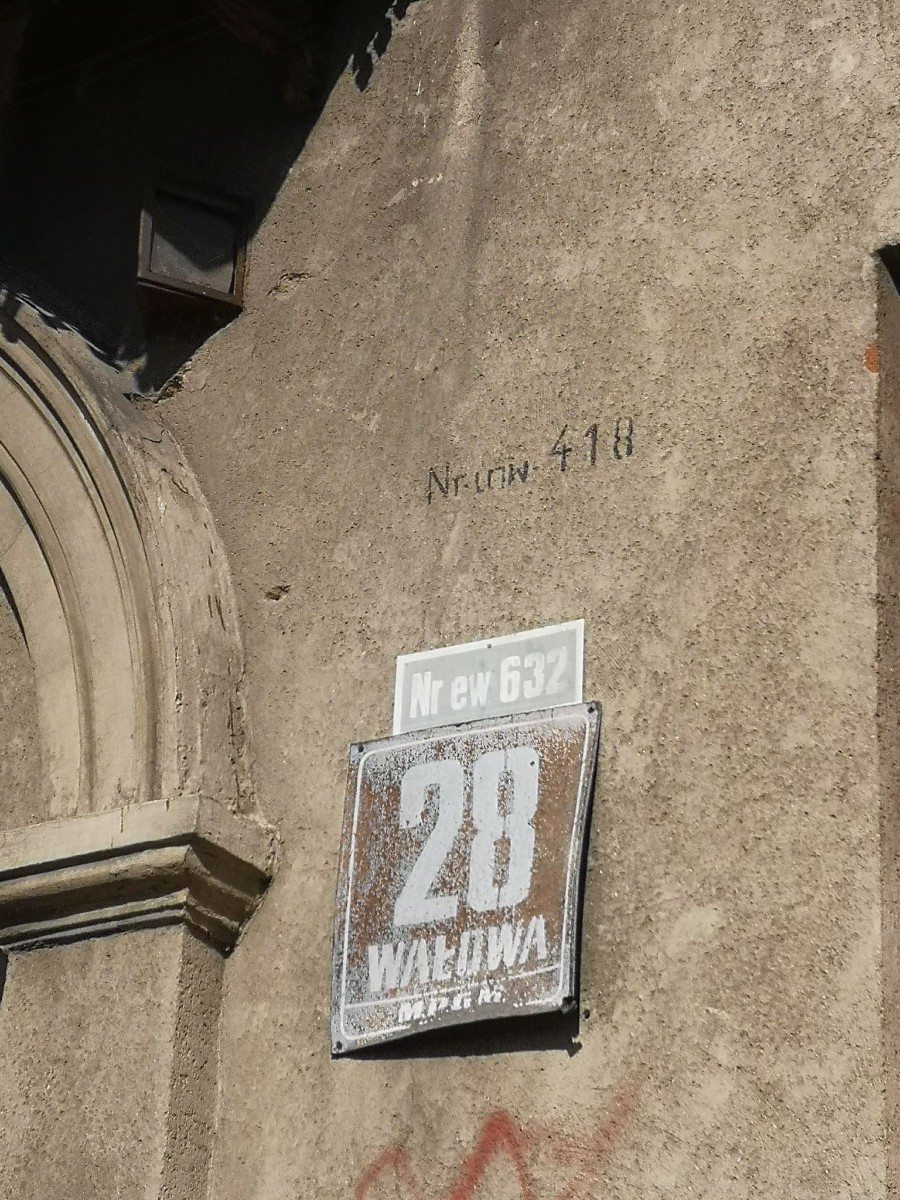 Nr. inw. 418
Nr ew 632
28
WAŁOWA
M.P.G.M.